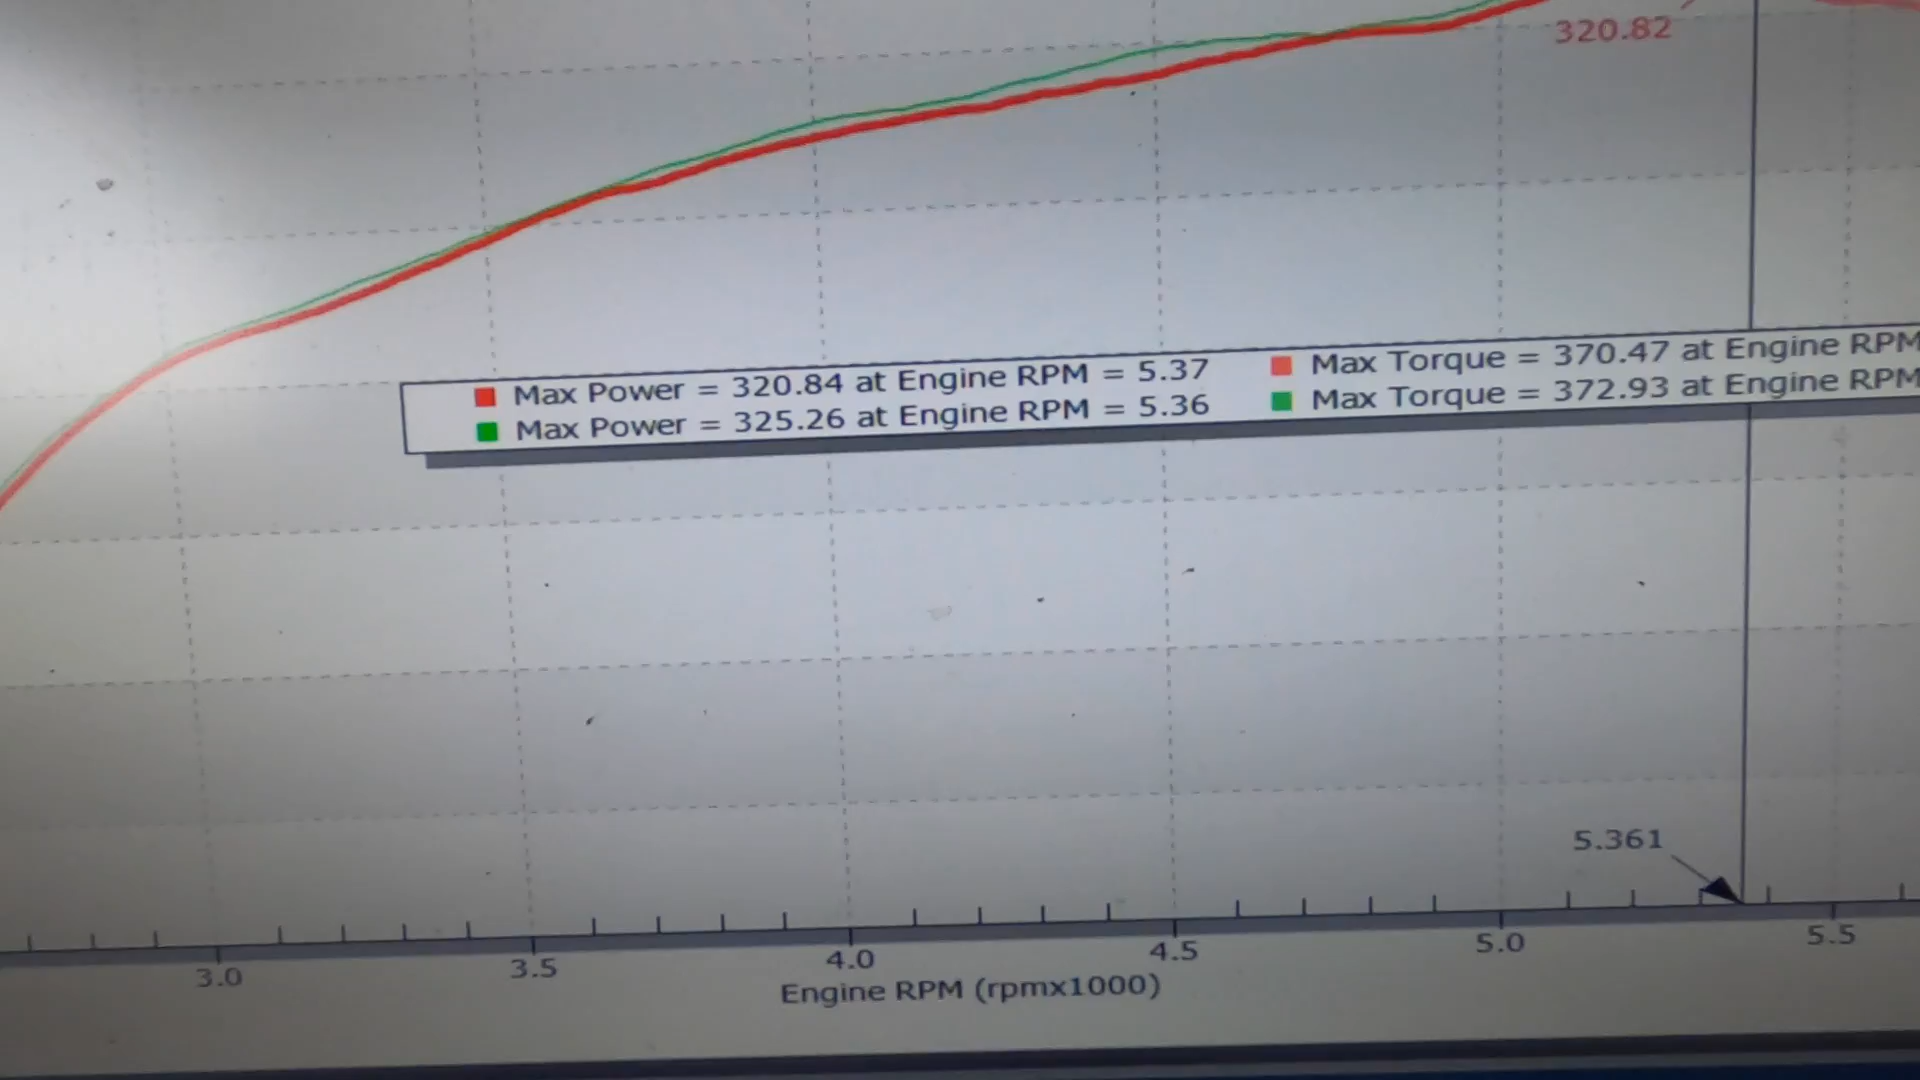 320.82
Max Power = 320.84 at Engine RPM = 5.37
Max Torque = 370.47 at Engine RPM
Max Power = 325.26 at Engine RPM = 5.36
Max Torque = 372.93 at Engine RPM
5.361
3.0 3.5 4.0 4.5 5.0 5.5
Engine RPM (rpmx1000)